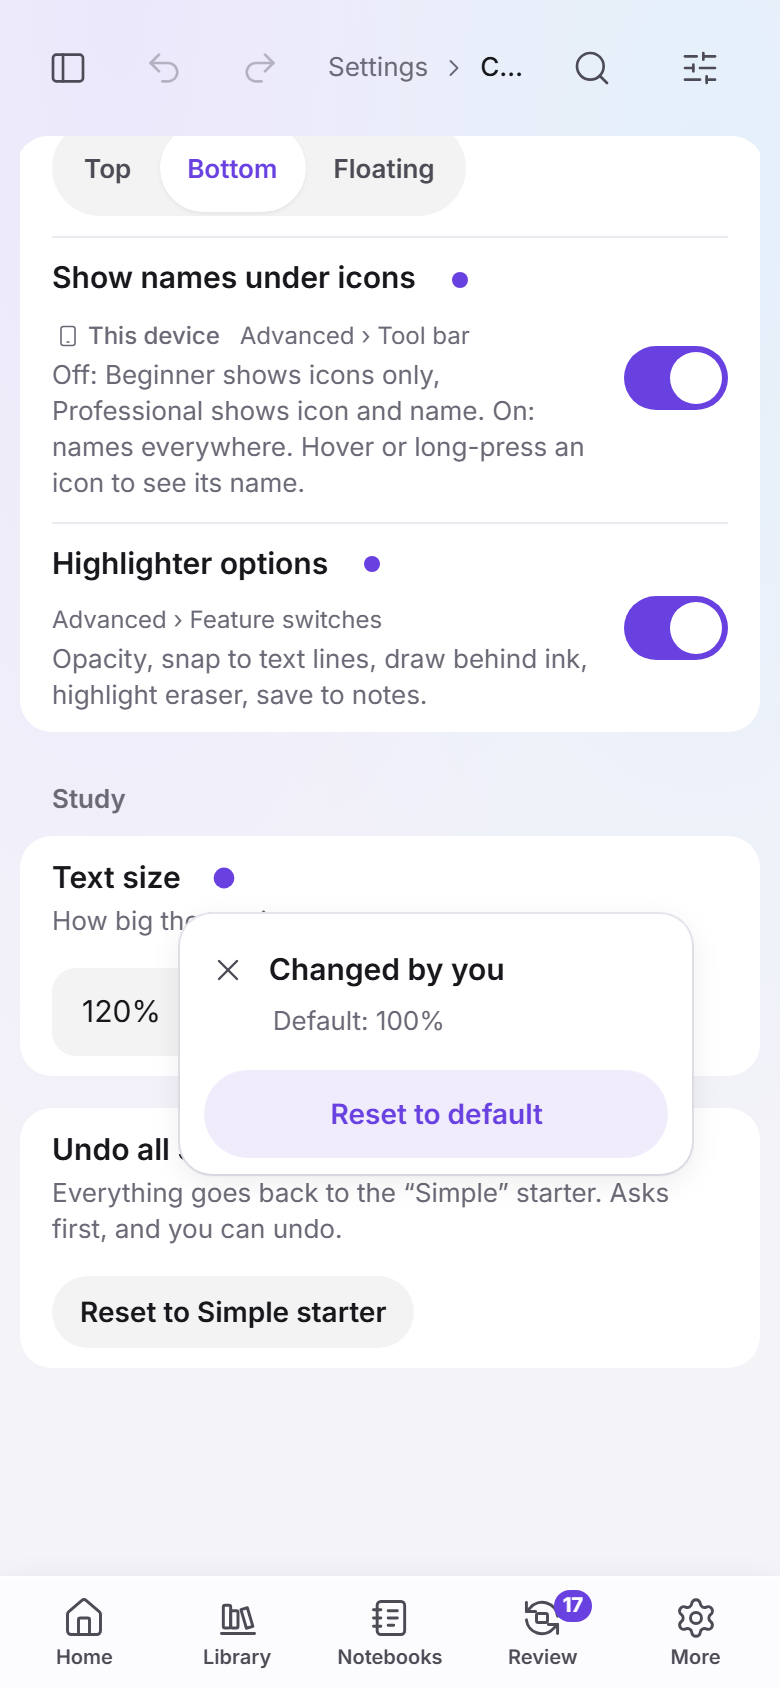 Settings > C...
Top Bottom Floating
Show names under icons
This device Advanced › Tool bar
Off: Beginner shows icons only,
Professional shows icon and name. On:
names everywhere. Hover or long-press an
icon to see its name.
Highlighter options
Advanced › Feature switches
Opacity, snap to text lines, draw behind ink,
highlight eraser, save to notes.
Study
Text size
How big
120%
Changed by you
Default: 100%
Reset to default
Undo all
Everything goes back to the “Simple” starter. Asks
first, and you can undo.
Reset to Simple starter
17
Home Library Notebooks Review More